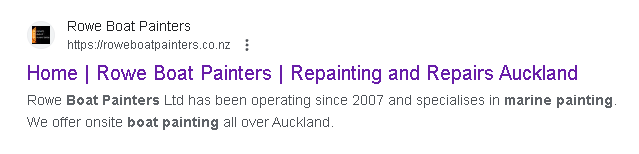 Rowe Boat Painters
https://roweboatpainters.co.nz
Home | Rowe Boat Painters | Repainting and Repairs Auckland
Rowe Boat Painters Ltd has been operating since 2007 and specialises in marine painting.
We offer onsite boat painting all over Auckland.